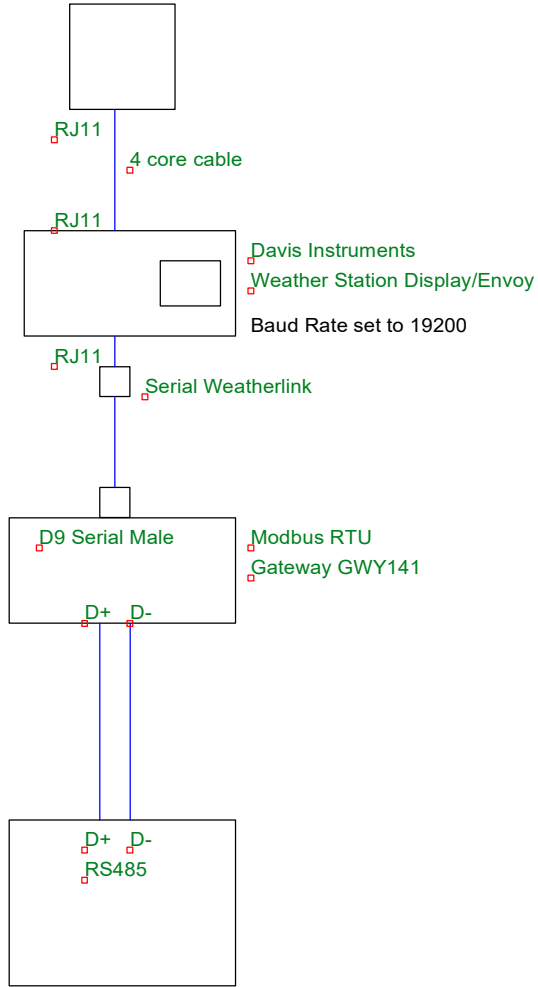 RJ11
4 core cable
RJ11
Davis Instruments
Weather Station Display/Envoy
Baud Rate set to 19200
RJ11
Serial Weatherlink
D9 Serial Male
Modbus RTU
Gateway GWY141
D+ D-
D+ D-
RS485